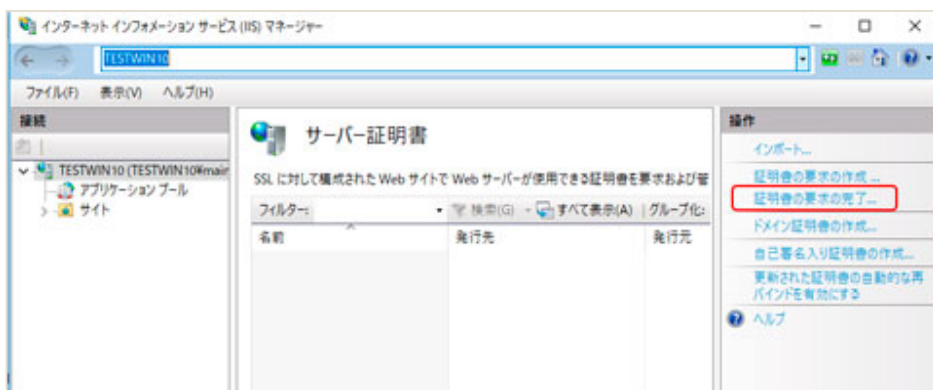 インターネット インフォメーション サービス (IIS) マネージャー
TESTWIN10
ファイル(F) 表示(V) ヘルプ(H)
接続
TESTWIN10 (TESTWIN10¥main
アプリケーション プール
サイト
サーバー証明書
SSL に対して構成された Web サイトで Web サーバーが使用できる証明書を要求および管
フィルター: 検索(G) すべて表示(A) グループ化:
名前 発行先 発行元
操作
インポート...
証明書の要求の作成 ...
証明書の要求の完了...
ドメイン証明書の作成...
自己署名入り証明書の作成...
更新された証明書の自動的な再
バインドを有効にする
ヘルプ